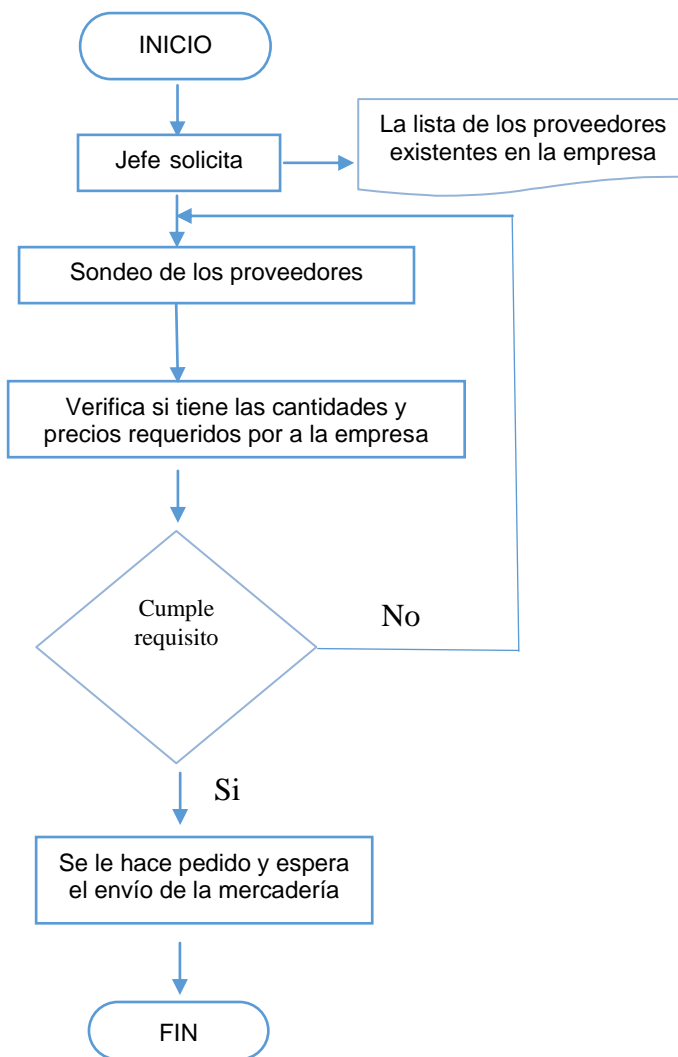 INICIO
Jefe solicita
La lista de los proveedores
existentes en la empresa
Sondeo de los proveedores
Verifica si tiene las cantidades y
precios requeridos por a la empresa
Cumple
requisito
No
Si
Se le hace pedido y espera
el envío de la mercadería
FIN